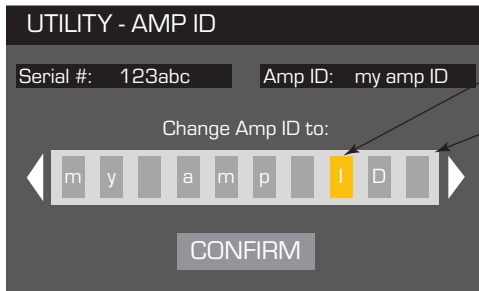 UTILITY - AMP ID
Serial #: 123abc Amp ID: my amp ID
Change Amp ID to:
m y a m p I D
CONFIRM